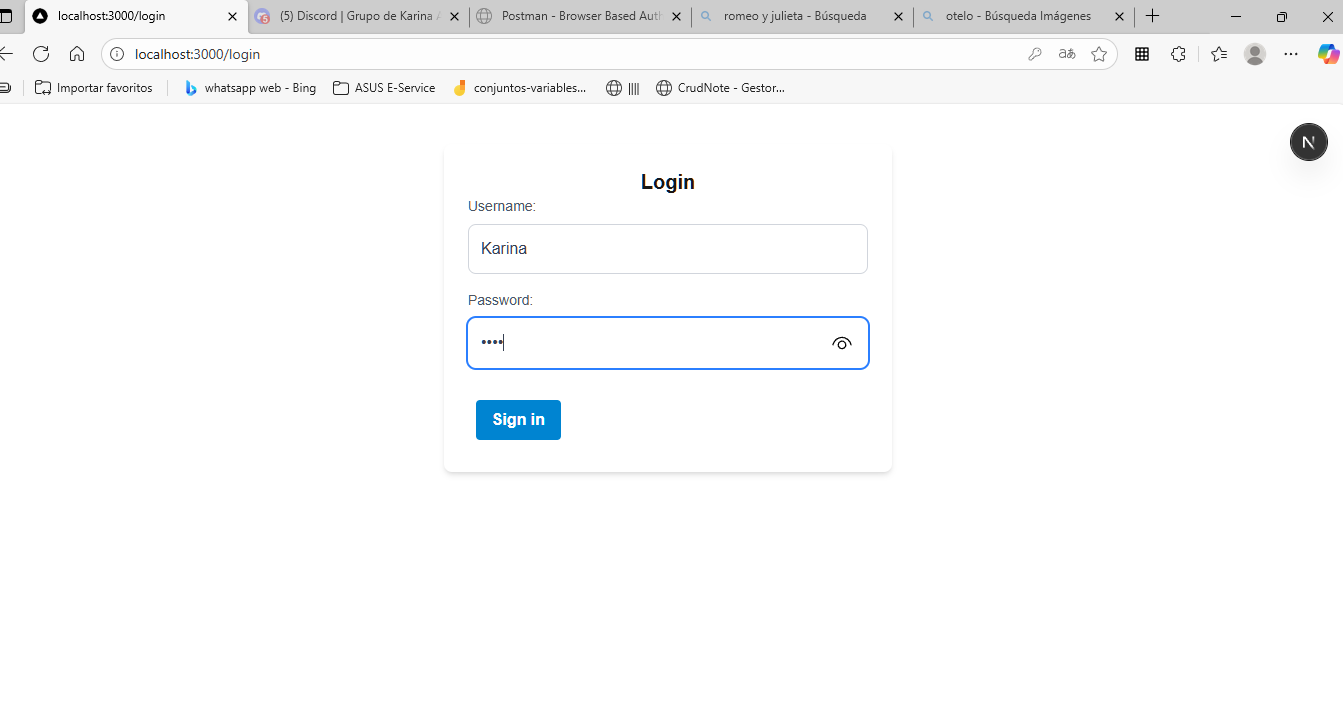 localhost:3000/login
(5) Discord | Grupo de Karina
Postman - Browser Based Auth
romeo y julieta - Búsqueda
otelo - Búsqueda Imágenes
localhost:3000/login
aあ
Importar favoritos
whatsapp web - Bing
ASUS E-Service
conjuntos-variables...
||||
CrudNote - Gestor...
N
Login
Username:
Karina
Password:
••••
Sign in